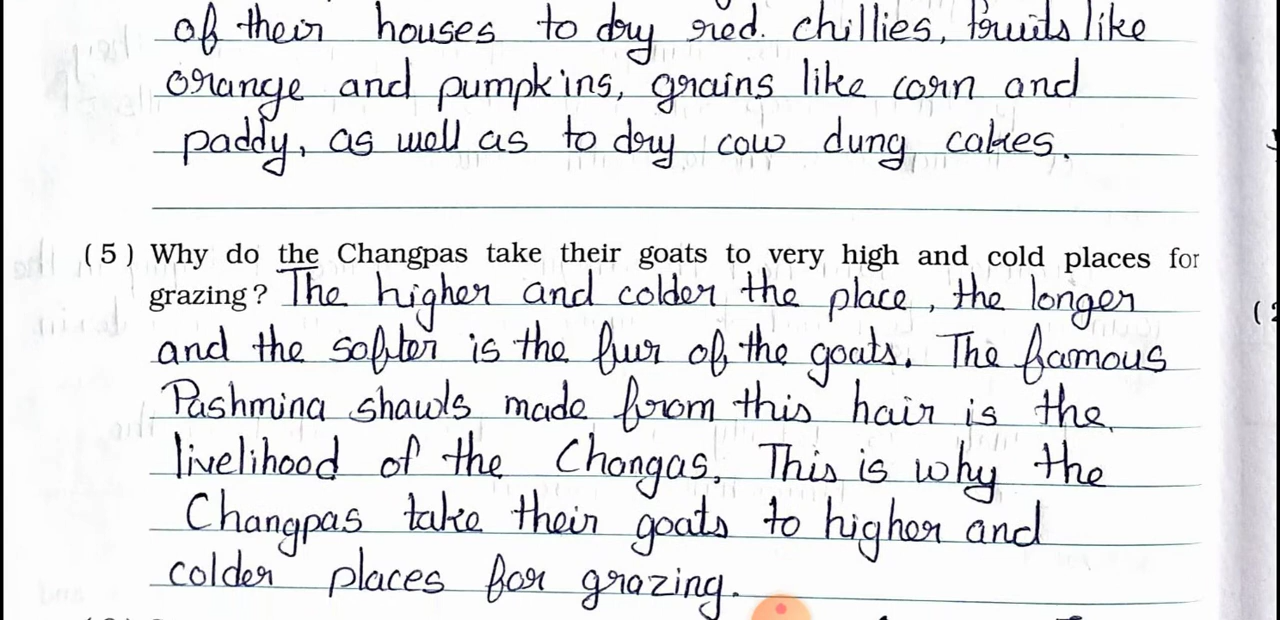 of their houses to dry red. chillies, fruits like
orange and pumpkins, grains like corn and
paddy, as well as to dry cow dung cakes.
(5) Why do the Changpas take their goats to very high and cold places for
grazing? The higher and colder the place, the longer
and the softer is the fur of the goats. The famous
Pashmina shawls made from this hair is the
livelihood of the Chongas. This is why the
Changpas take their goats to higher and
colder places for grazing.